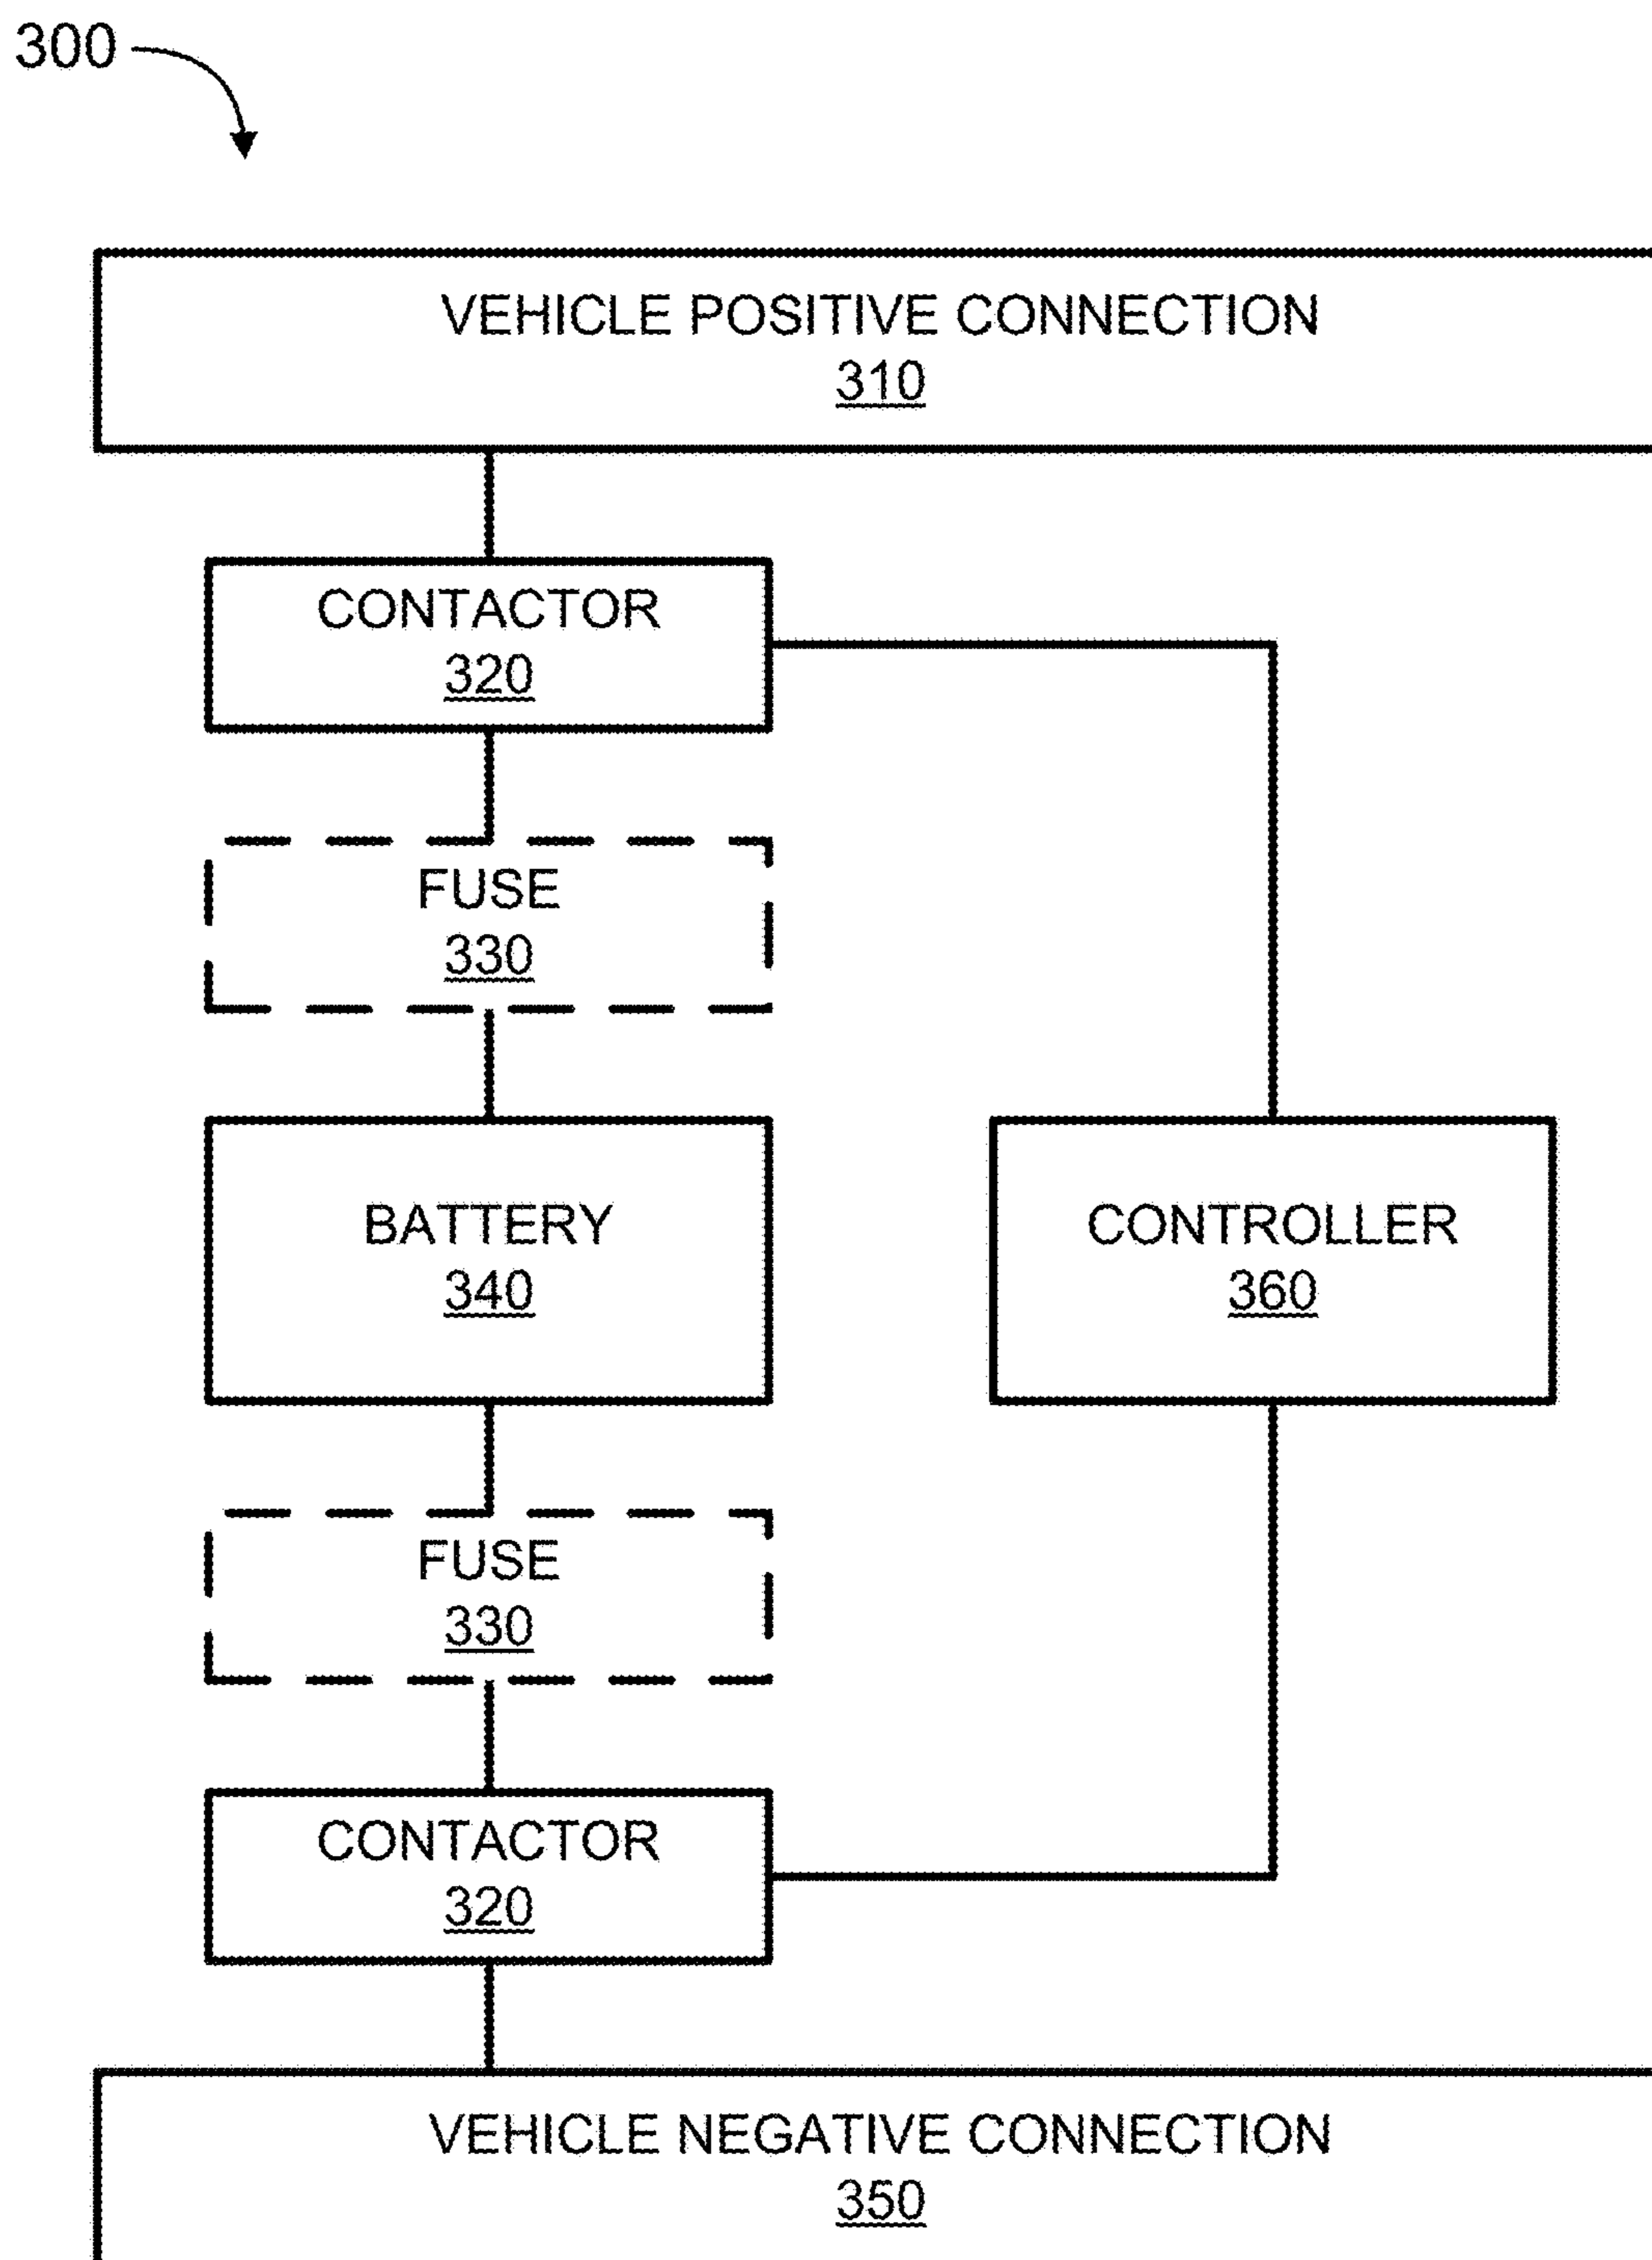 300
VEHICLE POSITIVE CONNECTION
310
CONTACTOR
320
FUSE
330
BATTERY
340
CONTROLLER
360
FUSE
330
CONTACTOR
320
VEHICLE NEGATIVE CONNECTION
350